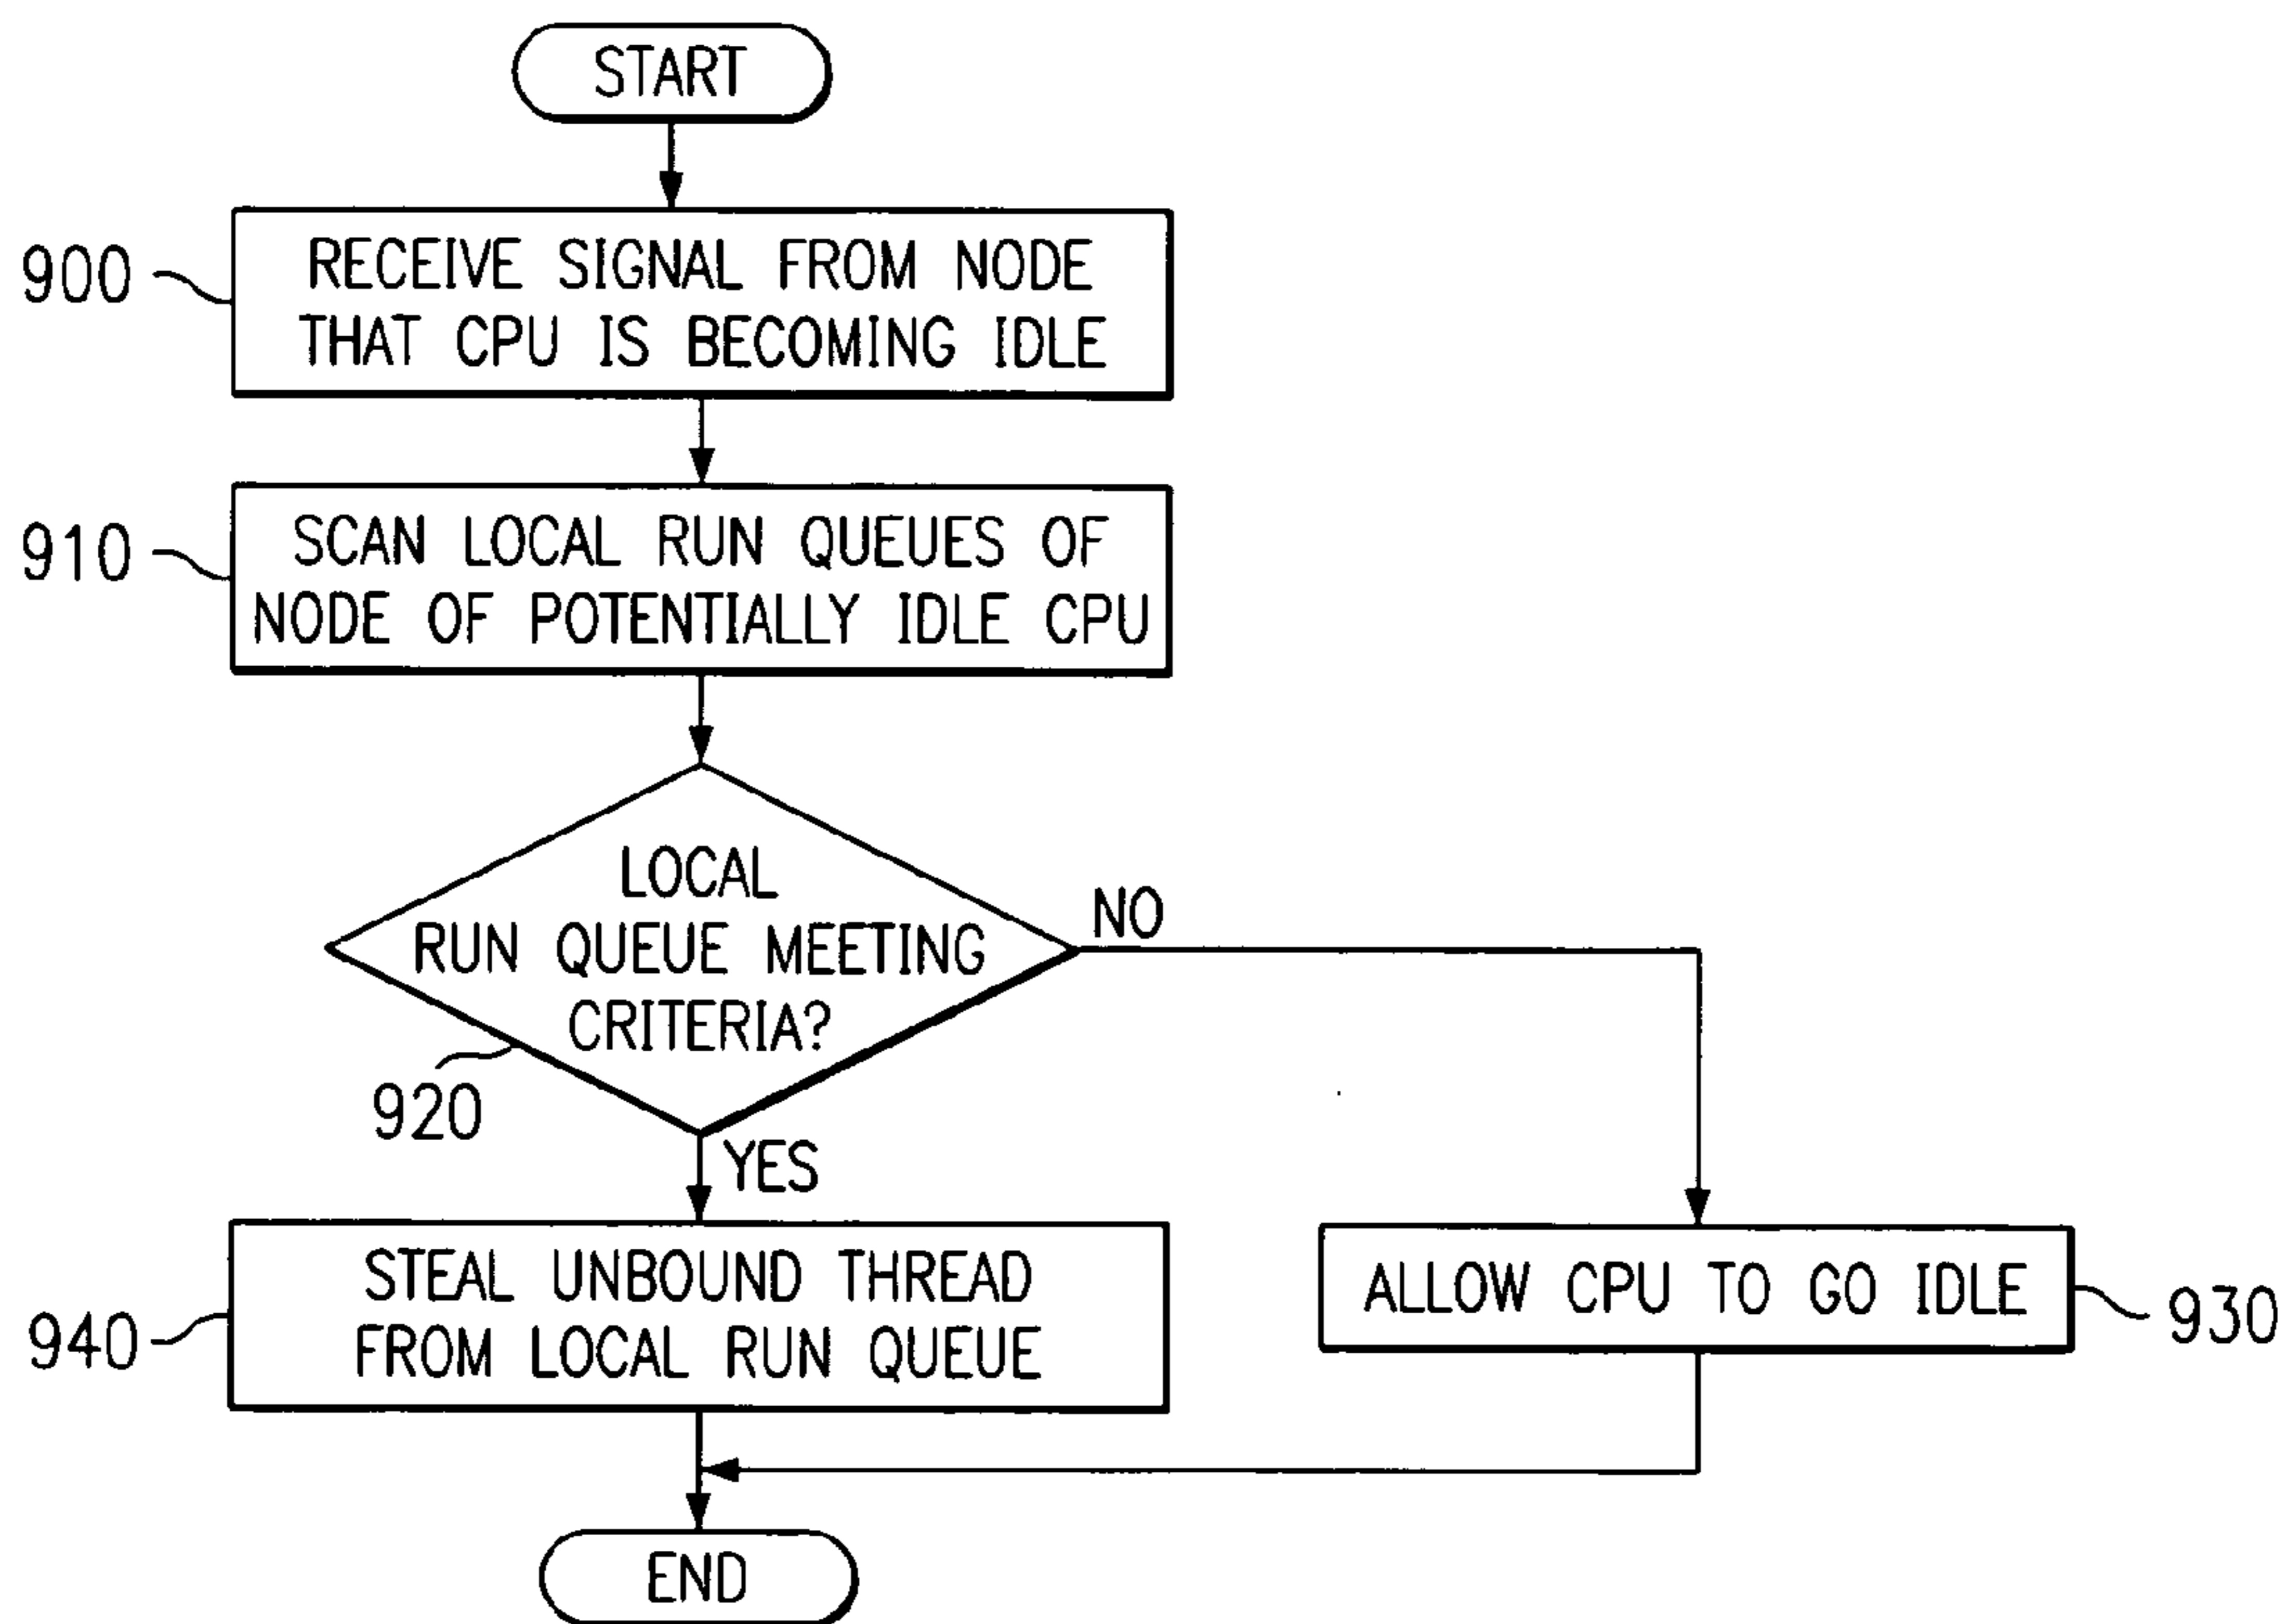 START
900
RECEIVE SIGNAL FROM NODE
THAT CPU IS BECOMING IDLE
910
SCAN LOCAL RUN QUEUES OF
NODE OF POTENTIALLY IDLE CPU
LOCAL
RUN QUEUE MEETING
CRITERIA?
NO
920
YES
940
STEAL UNBOUND THREAD
FROM LOCAL RUN QUEUE
ALLOW CPU TO GO IDLE
930
END